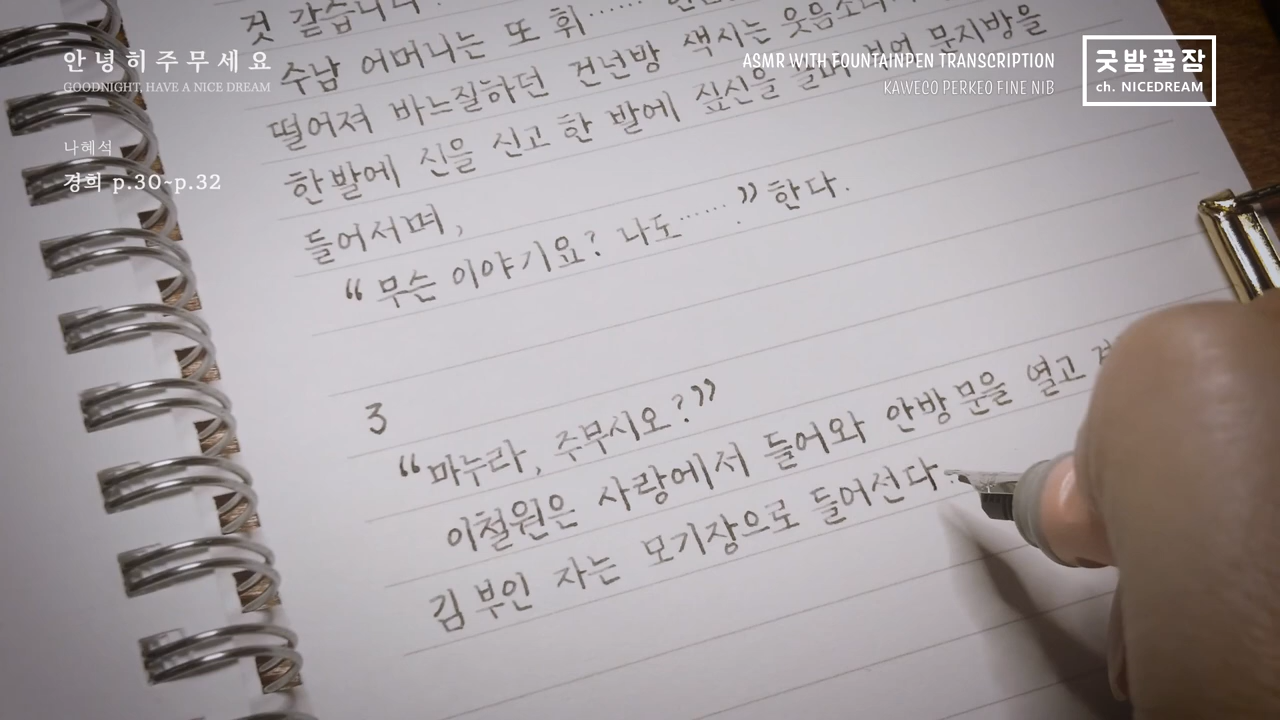 안녕히주무세요
GOODNIGHT, HAVE A NICE DREAM
나혜석
경희 p.30~p.32
ASMR WITH FOUNTAINPEN TRANSCRIPTION
KAWECO PERKEO FINE NIB
굿밤꿀잠
ch. NICEDREAM
것 같습니다.
수남 어머니는 또 휘……
떨어져 바느질하던 건넌방 색시는 웃음소리
한 발에 신을 신고 한 발에 짚신을 끌며 문지방을
들어서며,
“무슨 이야기요? 나도…….” 한다.
3
“마누라, 주무시오?”
이철원은 사랑에서 들어와 안방 문을 열고
김 부인 자는 모기장으로 들어선다.